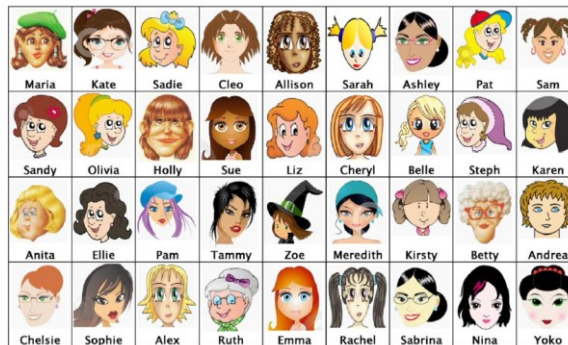 Maria Kate Sadie Cleo Allison Sarah Ashley Pat Sam
Sandy Olivia Holly Sue Liz Cheryl Belle Steph Karen
Anita Ellie Pam Tammy Zoe Meredith Kirsty Betty Andrea
Chelsie Sophie Alex Ruth Emma Rachel Sabrina Nina Yoko